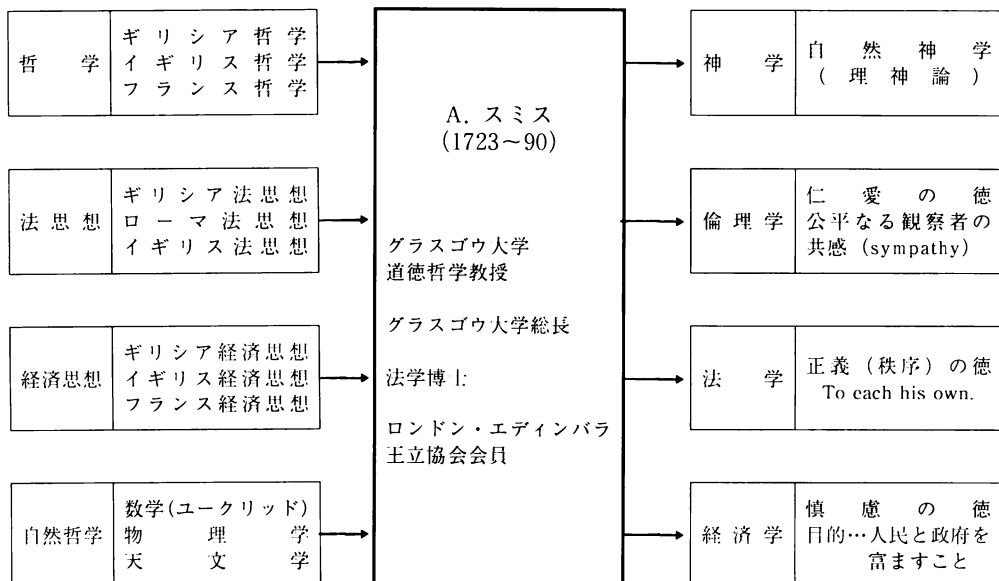 哲学
ギリシア哲学
イギリス哲学
フランス哲学
法思想
ギリシア法思想
ローマ法思想
イギリス法思想
経済思想
ギリシア経済思想
イギリス経済思想
フランス経済思想
自然哲学
数学(ユークリッド)
物理学
天文学
A. スミス
(1723~90)
グラスゴウ大学
道徳哲学教授
グラスゴウ大学総長
法学博士
ロンドン・エディンバラ
王立協会会員
神学
自然神学
(理神論)
倫理学
仁愛の徳
公平なる観察者の
共感 (sympathy)
法学
正義(秩序)の徳
To each his own.
経済学
慎慮の徳
目的…人民と政府を
富ますこと